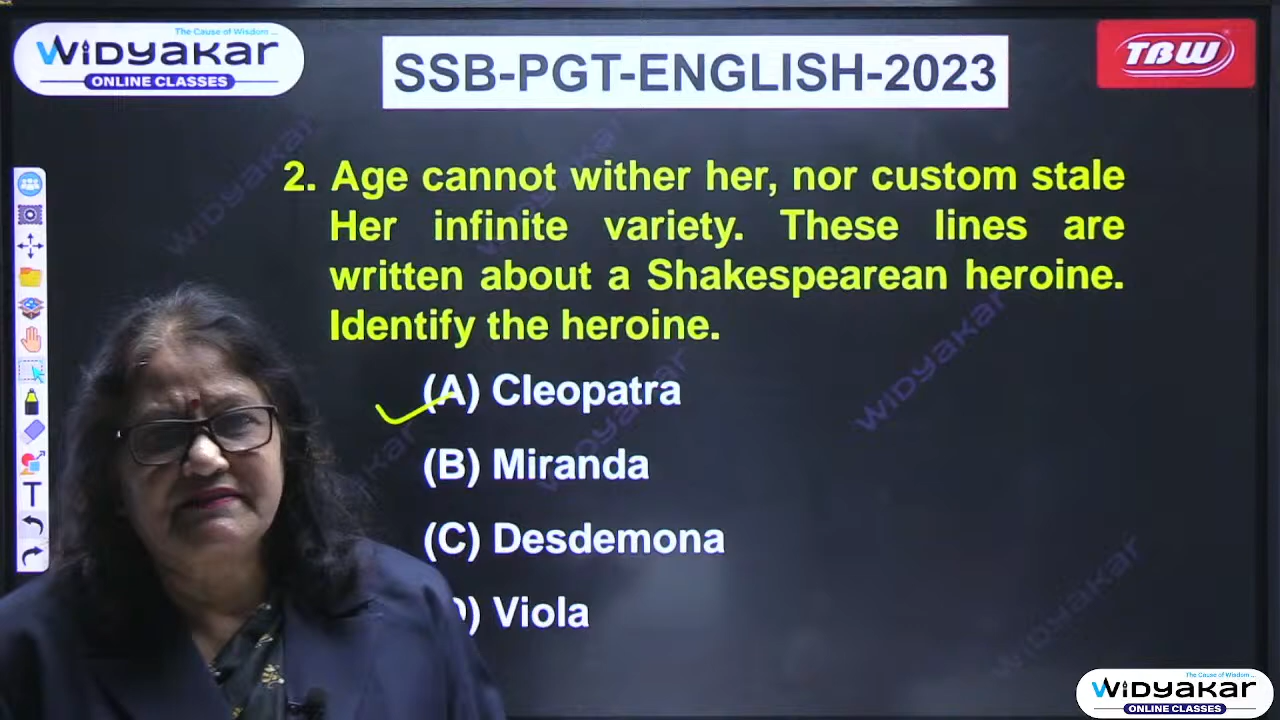 The Cause of Wisdom ...
WiDyakar
ONLINE CLASSES
SSB-PGT-ENGLISH-2023
TBW
2. Age cannot wither her, nor custom stale
Her infinite variety. These lines are
written about a Shakespearean heroine.
Identify the heroine.
(A) Cleopatra
(B) Miranda
(C) Desdemona
D) Viola
T
The Cause of Wisdom ...
WiDyakar
ONLINE CLASSES